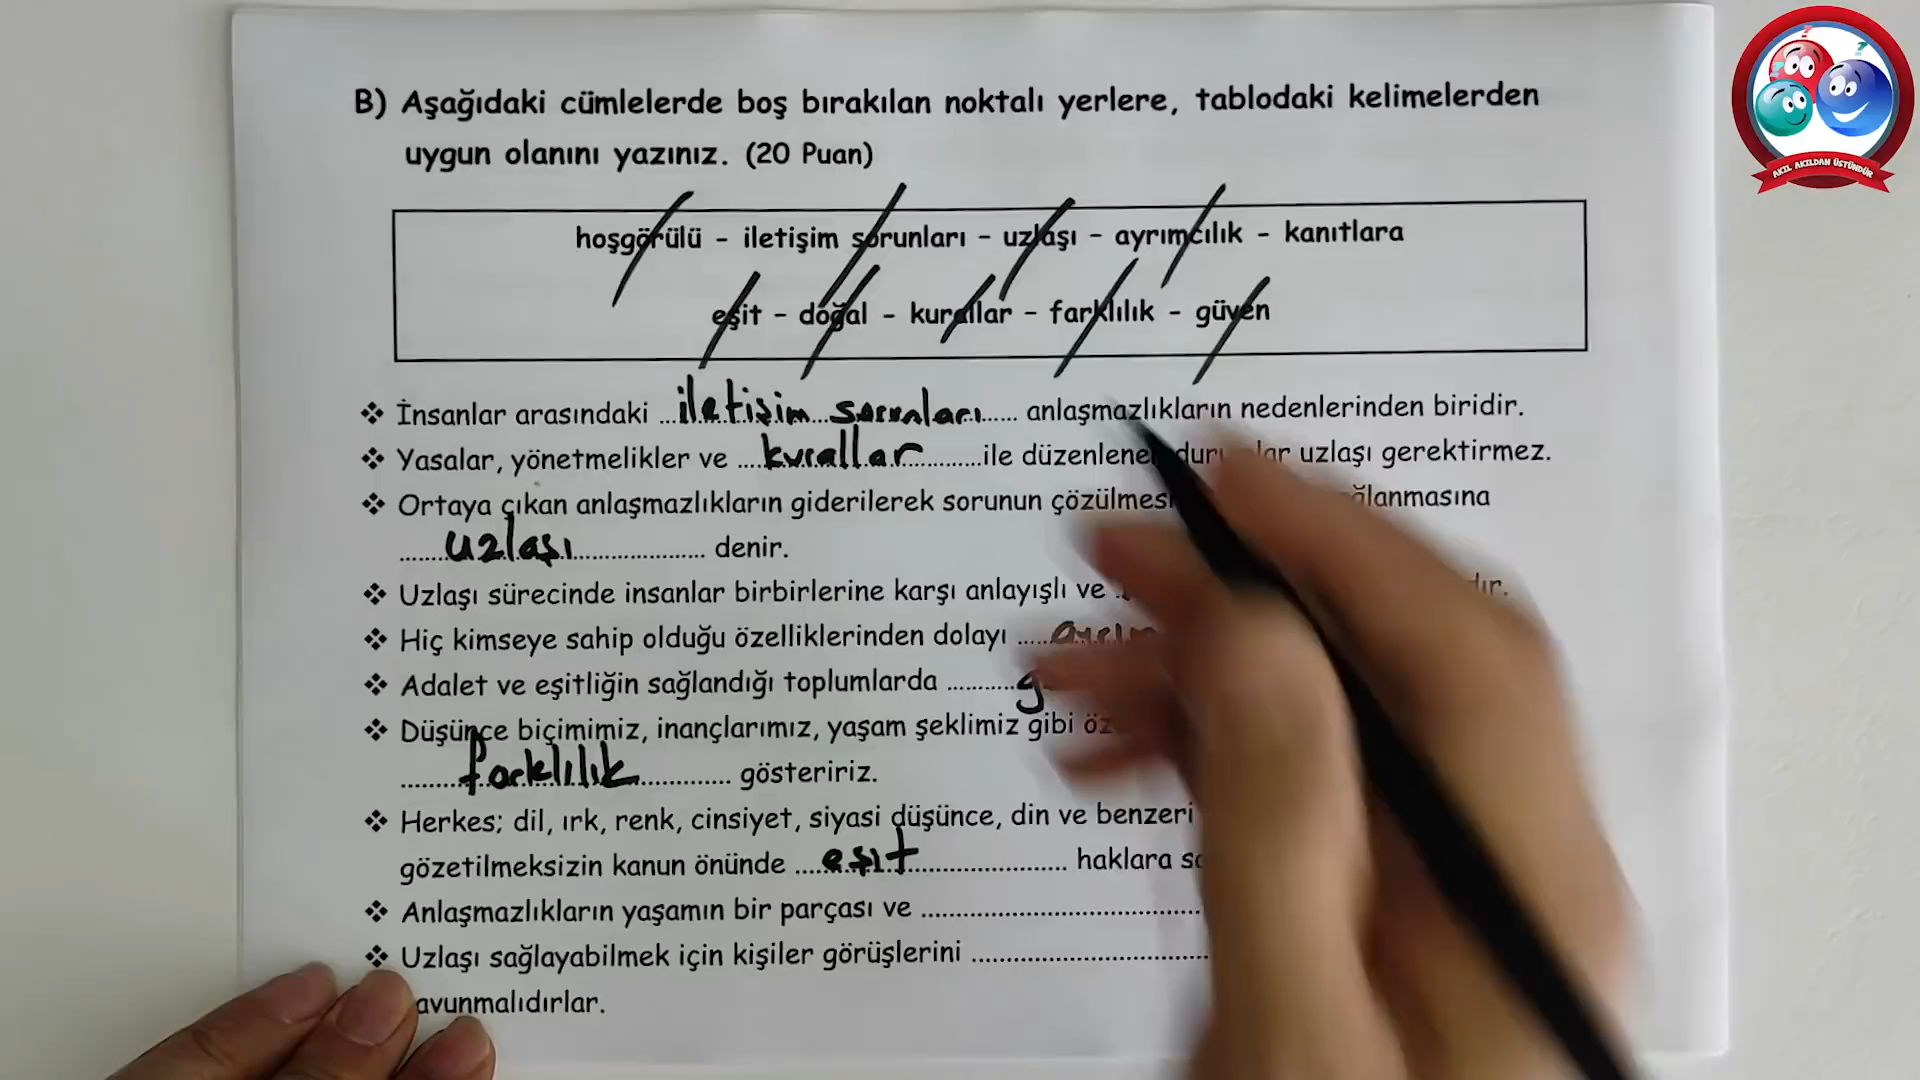 AKIL AKILDAN ÜSTÜNDÜR
B) Aşağıdaki cümlelerde boş bırakılan noktalı yerlere, tablodaki kelimelerden
uygun olanını yazınız. (20 Puan)
hoşgörülü - iletişim sorunları - uzlaşı - ayrımcılık - kanıtlara
eşit - doğal - kurallar - farklılık - güven
❖ İnsanlar arasındaki ... iletişim sorunları ... anlaşmazlıkların nedenlerinden biridir.
❖ Yasalar, yönetmelikler ve ... kurallar ... ile düzenlenen durumlar uzlaşı gerektirmez.
❖ Ortaya çıkan anlaşmazlıkların giderilerek sorunun
... uzlaşı ... denir.
❖ Uzlaşı sürecinde insanlar birbirlerine karşı anlayışlı ve
❖ Hiç kimseye sahip olduğu özelliklerinden dolayı ...
❖ Adalet ve eşitliğin sağlandığı toplumlarda ...
❖ Düşünce biçimimiz, inançlarımız, yaşam şeklimiz gibi
... farklılık ... gösteririz.
❖ Herkes; dil, ırk, renk, cinsiyet, siyasi düşünce, din ve benzeri
gözetilmeksizin kanun önünde ... eşit ... haklara
❖ Anlaşmazlıkların yaşamın bir parçası ve ...
❖ Uzlaşı sağlayabilmek için kişiler görüşlerini ...
avunmalıdırlar.